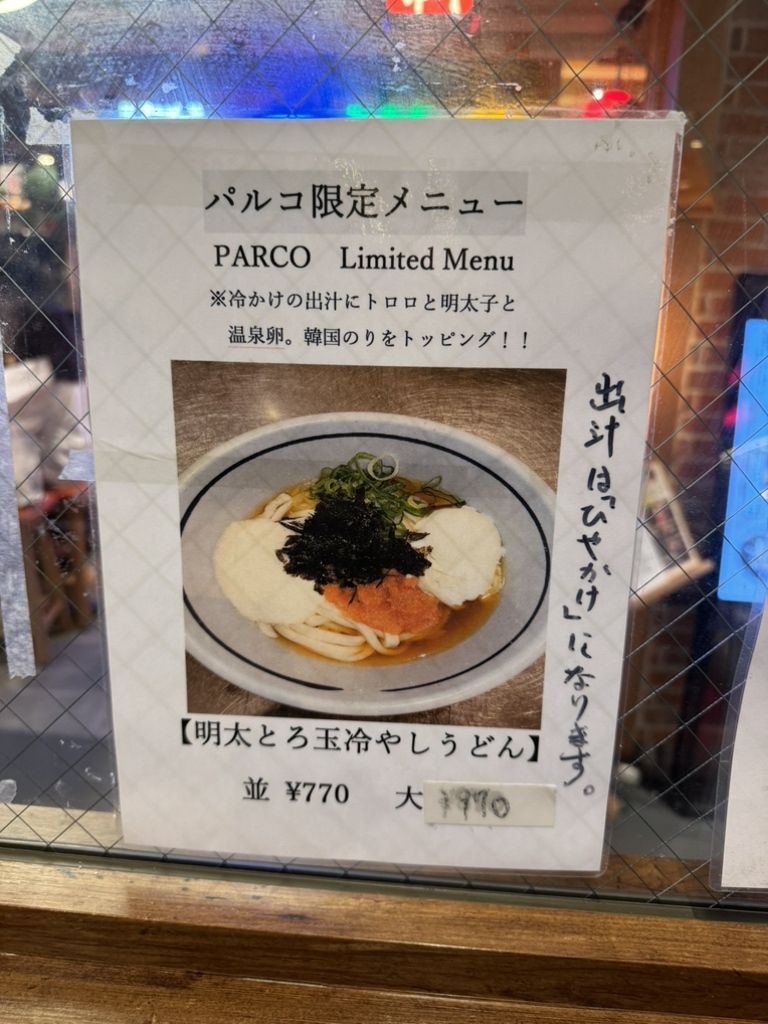 パルコ限定メニュー
PARCO Limited Menu
※冷かけの出汁にトロロと明太子と
温泉卵。韓国のりをトッピング！！
出汁は「ひやかけ」になります。
【明太とろ玉冷やしうどん】
並 ¥770 大 ¥970